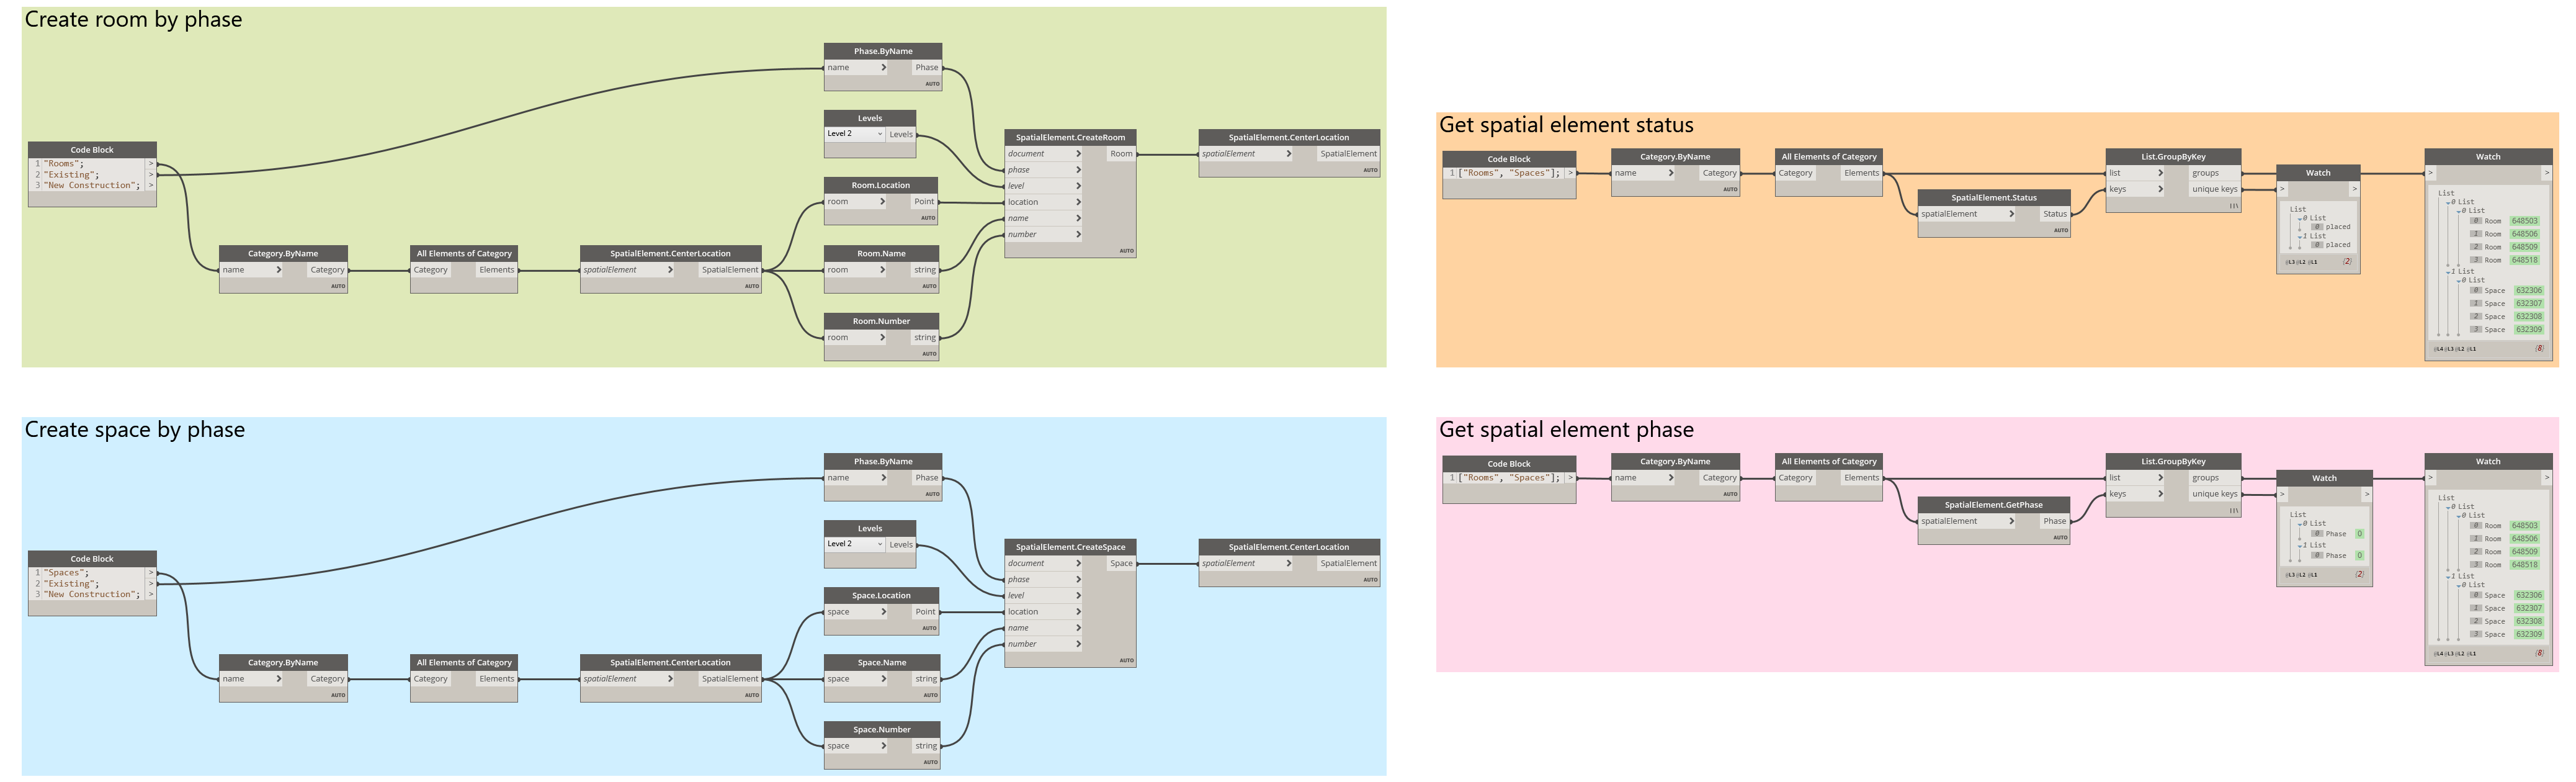 Create room by phase
Phase.ByName
name > Phase
AUTO
Levels
Level 2 Levels
Code Block
1 "Rooms"; >
2 "Existing"; >
3 "New Construction"; >
Room.Location
room > Point
AUTO
Category.ByName
name > Category
AUTO
All Elements of Category
Category Elements
SpatialElement.CenterLocation
spatialElement > SpatialElement
AUTO
Room.Name
room > string
AUTO
Room.Number
room > string
AUTO
SpatialElement.CreateRoom
document > Room
phase >
level >
location >
name >
number >
AUTO
SpatialElement.CenterLocation
spatialElement > SpatialElement
AUTO
Get spatial element status
Code Block
1 ["Rooms", "Spaces"]; >
Category.ByName
name > Category
AUTO
All Elements of Category
Category Elements
SpatialElement.Status
spatialElement > Status
AUTO
List.GroupByKey
list > groups
keys > unique keys
Watch
> >
List
0 List
0 placed
1 List
0 placed
@L3 @L2 @L1 {2}
Watch
> >
List
0 List
0 List
0 Room 648503
1 Room 648506
2 Room 648509
3 Room 648518
1 List
0 List
0 Space 632306
1 Space 632307
2 Space 632308
3 Space 632309
@L4 @L3 @L2 @L1 {8}
Create space by phase
Phase.ByName
name > Phase
AUTO
Levels
Level 2 Levels
Code Block
1 "Spaces"; >
2 "Existing"; >
3 "New Construction"; >
Space.Location
space > Point
AUTO
Category.ByName
name > Category
AUTO
All Elements of Category
Category Elements
SpatialElement.CenterLocation
spatialElement > SpatialElement
AUTO
Space.Name
space > string
AUTO
Space.Number
space > string
AUTO
SpatialElement.CreateSpace
document > Space
phase >
level >
location >
name >
number >
AUTO
SpatialElement.CenterLocation
spatialElement > SpatialElement
AUTO
Get spatial element phase
Code Block
1 ["Rooms", "Spaces"]; >
Category.ByName
name > Category
AUTO
All Elements of Category
Category Elements
SpatialElement.GetPhase
spatialElement > Phase
AUTO
List.GroupByKey
list > groups
keys > unique keys
Watch
> >
List
0 List
0 Phase 0
1 List
0 Phase 0
@L3 @L2 @L1 {2}
Watch
> >
List
0 List
0 List
0 Room 648503
1 Room 648506
2 Room 648509
3 Room 648518
1 List
0 List
0 Space 632306
1 Space 632307
2 Space 632308
3 Space 632309
@L4 @L3 @L2 @L1 {8}